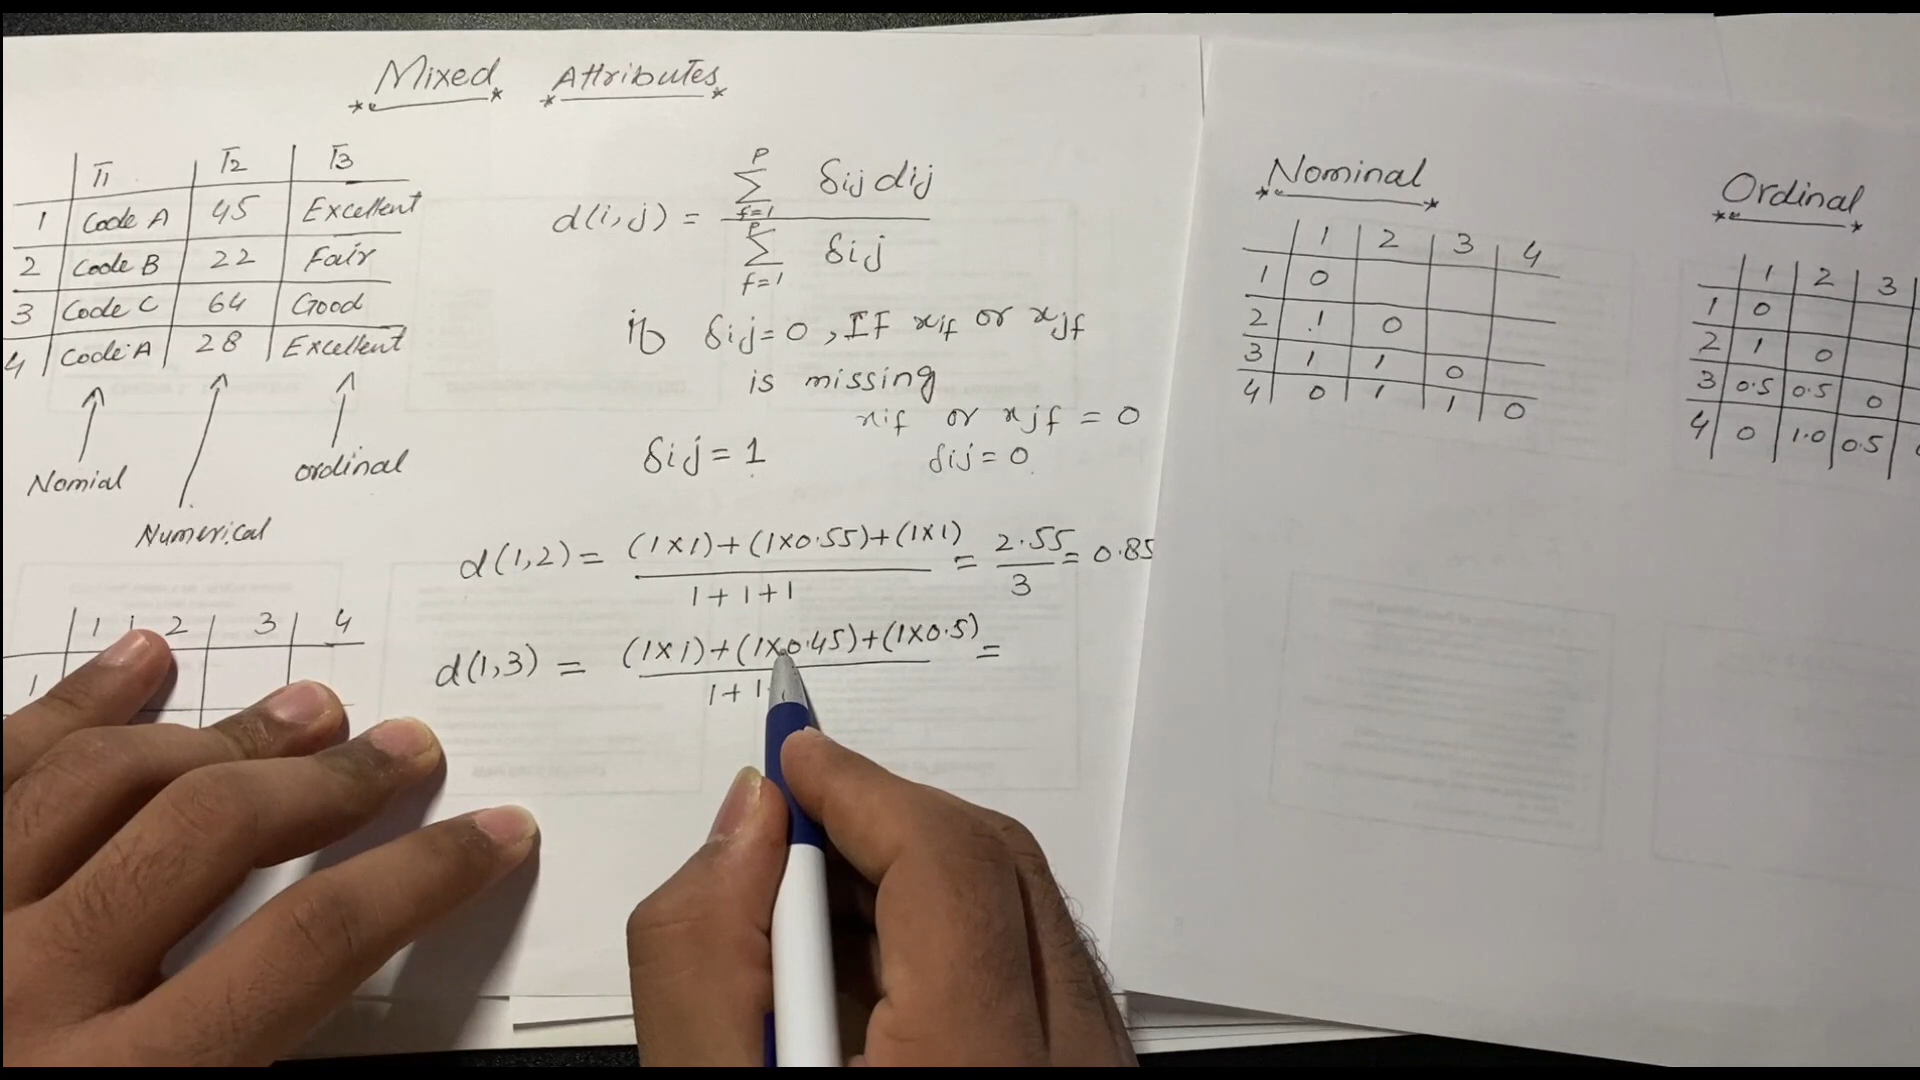 Mixed Attributes
T1 T2 T3
1 Code A 45 Excellent
2 Code B 22 Fair
3 Code C 64 Good
4 Code A 28 Excellent
Nomial
Numerical
ordinal
d(i,j) = Σ p f=1 δij dij
Σ p f=1 δij
if δij=0 , IF xif or xjf
is missing
xif or xjf = 0
δij = 1 δij = 0
d(1,2) = (1×1)+(1×0.55)+(1×1) / 1+1+1 = 2.55 / 3 = 0.85
d(1,3) = (1×1)+(1×0.45)+(1×0.5) / 1+1+ =
1 2 3 4
1
Nominal
1 2 3 4
1 0
2 1 0
3 1 1 0
4 0 1 1 0
Ordinal
1 2 3
1 0
2 1 0
3 0.5 0.5 0
4 0 1.0 0.5